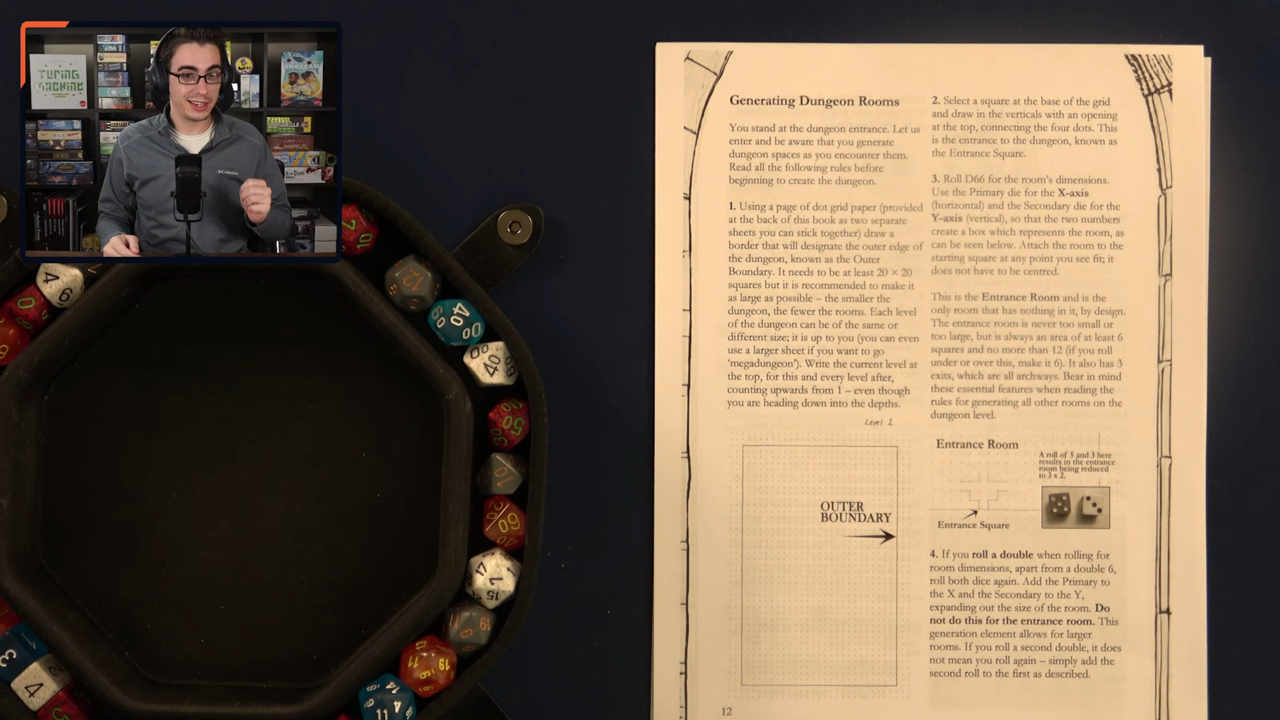 TURING
MACHINE
Generating Dungeon Rooms
You stand at the dungeon entrance. Let us
enter and be aware that you generate
dungeon spaces as you encounter them.
Read all the following rules before
beginning to create the dungeon.
1. Using a page of dot grid paper (provided
at the back of this book as two separate
sheets you can stick together) draw a
border that will designate the outer edge of
the dungeon, known as the Outer
Boundary. It needs to be at least 20 × 20
squares but it is recommended to make it
as large as possible – the smaller the
dungeon, the fewer the rooms. Each level
of the dungeon can be of the same or
different size; it is up to you (you can even
use a larger sheet if you want to go
'megadungeon'). Write the current level at
the top, for this and every level after,
counting upwards from 1 – even though
you are heading down into the depths.
Level 1
OUTER
BOUNDARY
12
2. Select a square at the base of the grid
and draw in the verticals with an opening
at the top, connecting the four dots. This
is the entrance to the dungeon, known as
the Entrance Square.
3. Roll D66 for the room's dimensions.
Use the Primary die for the X-axis
(horizontal) and the Secondary die for the
Y-axis (vertical), so that the two numbers
create a box which represents the room, as
can be seen below. Attach the room to the
starting square at any point you see fit; it
does not have to be centred.
This is the Entrance Room and is the
only room that has nothing in it, by design.
The entrance room is never too small or
too large, but is always an area of at least 6
squares and no more than 12 (if you roll
under or over this, make it 6). It also has 3
exits, which are all archways. Bear in mind
these essential features when reading the
rules for generating all other rooms on the
dungeon level.
Entrance Room
A roll of 5 and 3 here
results in the entrance
room being reduced
to 3 x 2.
Entrance Square
4. If you roll a double when rolling for
room dimensions, apart from a double 6,
roll both dice again. Add the Primary to
the X and the Secondary to the Y,
expanding out the size of the room. Do
not do this for the entrance room. This
generation element allows for larger
rooms. If you roll a second double, it does
not mean you roll again – simply add the
second roll to the first as described.